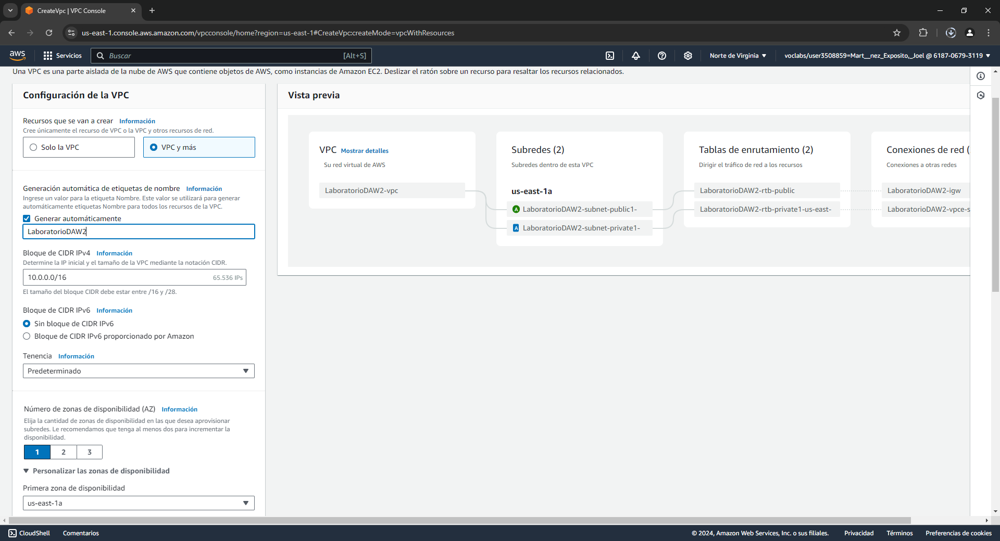 CreateVpc | VPC Console
us-east-1.console.aws.amazon.com/vpcconsole/home?region=us-east-1#CreateVpc:createMode=vpcWithResources
aws
Servicios
Buscar
[Alt+S]
Norte de Virginia
voclabs/user3508859=Mart__nez_Exposito,_Joel @ 6187-0679-3119
Una VPC es una parte aislada de la nube de AWS que contiene objetos de AWS, como instancias de Amazon EC2. Deslizar el ratón sobre un recurso para resaltar los recursos relacionados.
Configuración de la VPC
Recursos que se van a crear Información
Cree únicamente el recurso de VPC o la VPC y otros recursos de red.
Solo la VPC
VPC y más
Generación automática de etiquetas de nombre Información
Ingrese un valor para la etiqueta Nombre. Este valor se utilizará para generar
automáticamente etiquetas Nombre para todos los recursos de la VPC.
Generar automáticamente
LaboratorioDAW2
Bloque de CIDR IPv4 Información
Determine la IP inicial y el tamaño de la VPC mediante la notación CIDR.
10.0.0.0/16 65.536 IPs
El tamaño del bloque CIDR debe estar entre /16 y /28.
Bloque de CIDR IPv6 Información
Sin bloque de CIDR IPv6
Bloque de CIDR IPv6 proporcionado por Amazon
Tenencia Información
Predeterminado
Número de zonas de disponibilidad (AZ) Información
Elija la cantidad de zonas de disponibilidad en las que desea aprovisionar
subredes. Le recomendamos que tenga al menos dos para incrementar la
disponibilidad.
1 2 3
Personalizar las zonas de disponibilidad
Primera zona de disponibilidad
us-east-1a
Vista previa
VPC Mostrar detalles
Su red virtual de AWS
LaboratorioDAW2-vpc
Subredes (2)
Subredes dentro de esta VPC
us-east-1a
A LaboratorioDAW2-subnet-public1-
A LaboratorioDAW2-subnet-private1-
Tablas de enrutamiento (2)
Dirigir el tráfico de red a los recursos
LaboratorioDAW2-rtb-public
LaboratorioDAW2-rtb-private1-us-east-
Conexiones de red (
Conexiones a otras redes
LaboratorioDAW2-igw
LaboratorioDAW2-vpce-s
CloudShell
Comentarios
© 2024, Amazon Web Services, Inc. o sus filiales.
Privacidad
Términos
Preferencias de cookies